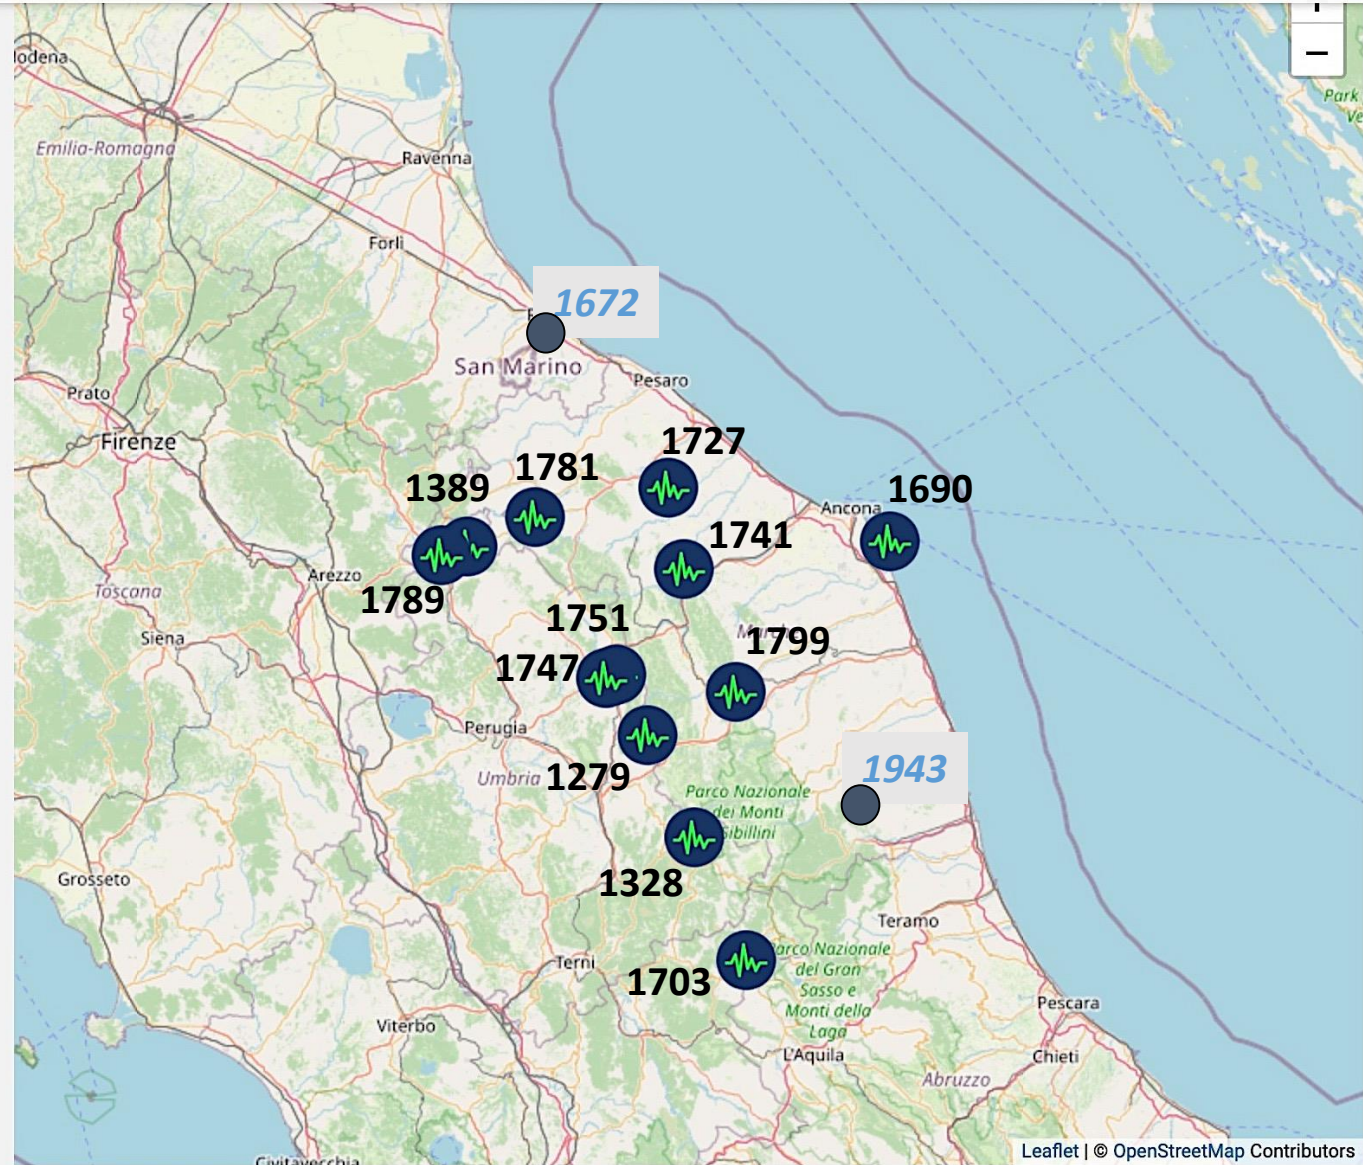 +
−
odena
Park
Ve
Emilia-Romagna
Ravenna
Forlì
1672
San Marino
Pesaro
Prato
Firenze
1727
1781
1389
1690
Ancona
1741
Arezzo
Toscana
1789
1751
Siena
1799
1747
Perugia
1943
Umbria
1279
Parco Nazionale
dei Monti
Sibillini
1328
Grosseto
Teramo
Parco Nazionale
del Gran
Sasso e
Monti della
Laga
Terni
1703
Pescara
Viterbo
L'Aquila
Chieti
Abruzzo
Leaflet | © OpenStreetMap Contributors
Civitavecchia